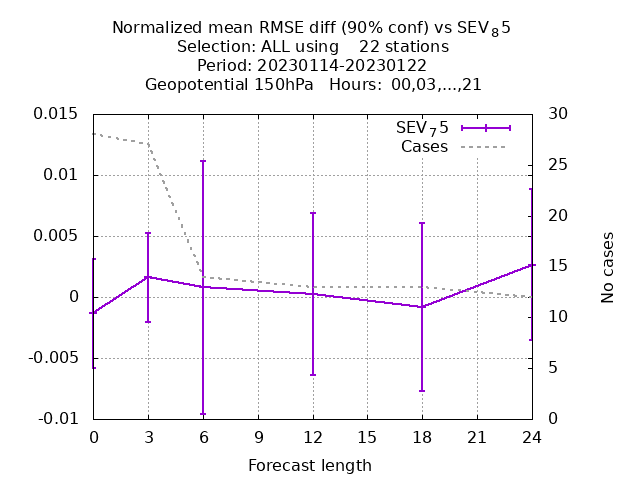 Normalized mean RMSE diff (90% conf) vs SEV₈5
Selection: ALL using    22 stations
Period: 20230114-20230122
Geopotential 150hPa   Hours:  00,03,...,21
SEV₇5
Cases
0.015
0.01
0.005
0
-0.005
-0.01
30
25
20
15
10
5
0
No cases
0 3 6 9 12 15 18 21 24
Forecast length